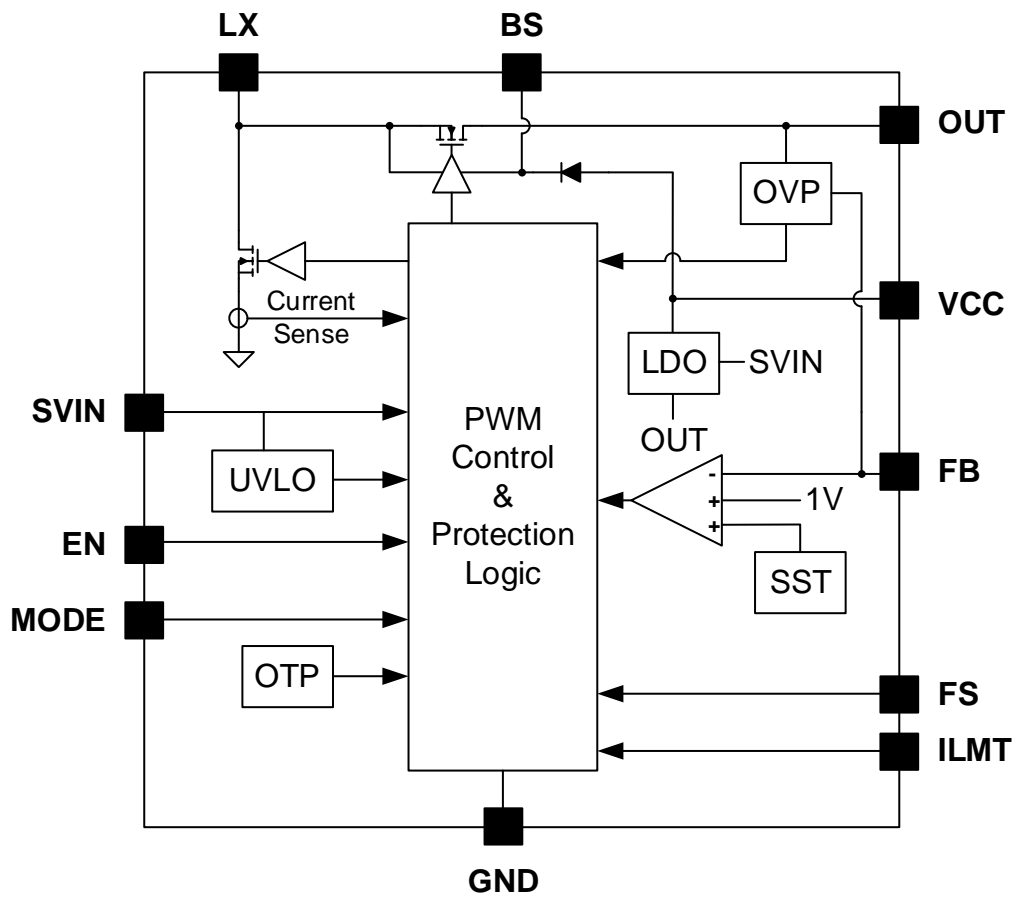 LX
BS
OUT
OVP
Current
Sense
VCC
LDO
SVIN
OUT
SVIN
UVLO
PWM
Control
&
Protection
Logic
-
+
+
1V
FB
EN
SST
MODE
OTP
FS
ILMT
GND